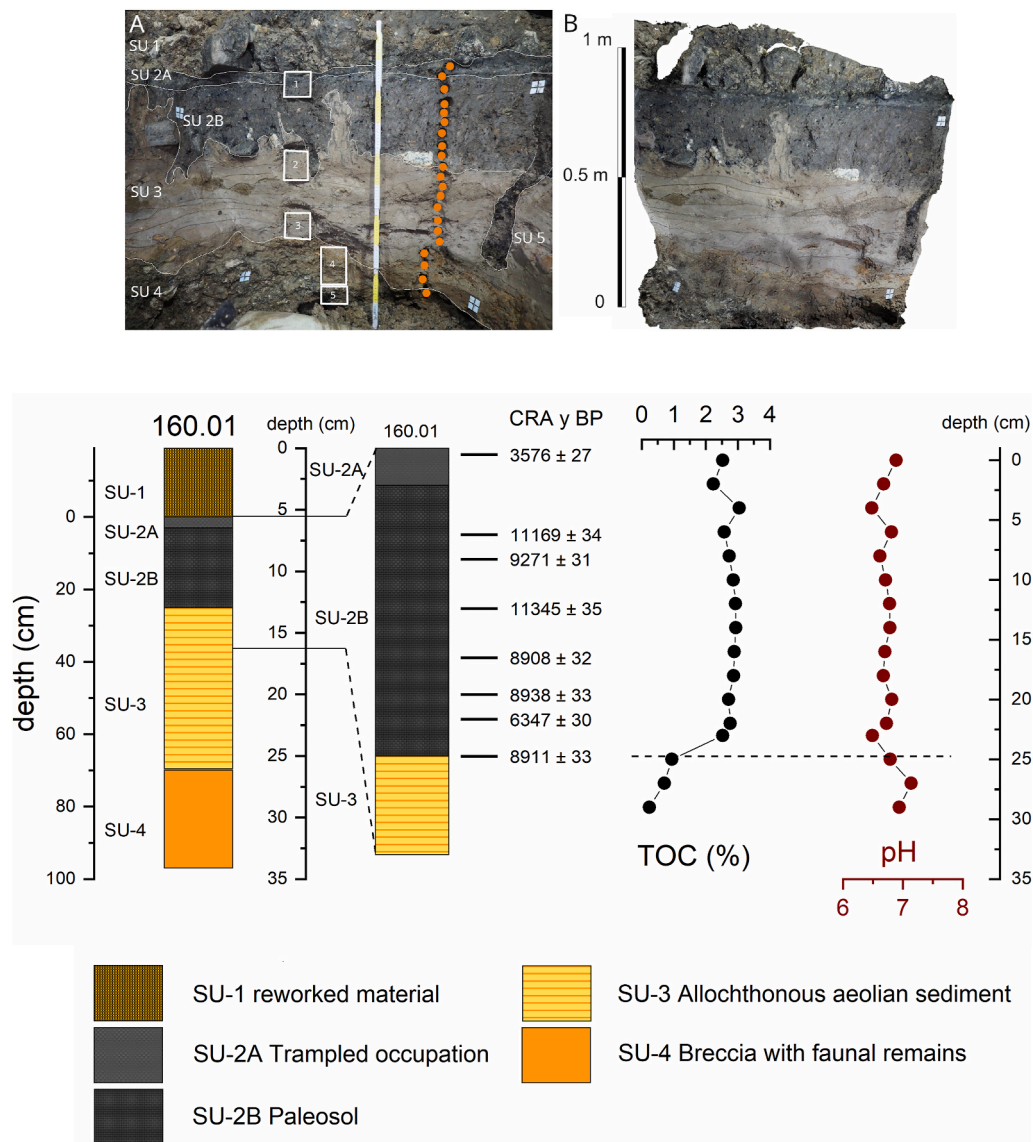 A
SU 1
SU 2A
SU 2B
SU 3
SU 4
SU 5
1
2
3
4
5
B
1 m
0.5 m
0
160.01
depth (cm)
160.01
CRA y BP
0 1 2 3 4
depth (cm)
SU-1
SU-2A
SU-2B
SU-3
SU-4
0
20
40
60
80
100
depth (cm)
0
5
10
15
20
25
30
35
SU-2A
SU-2B
SU-3
3576 ± 27
11169 ± 34
9271 ± 31
11345 ± 35
8908 ± 32
8938 ± 33
6347 ± 30
8911 ± 33
TOC (%)
pH
6 7 8
0
5
10
15
20
25
30
35
SU-1 reworked material
SU-2A Trampled occupation
SU-2B Paleosol
SU-3 Allochthonous aeolian sediment
SU-4 Breccia with faunal remains